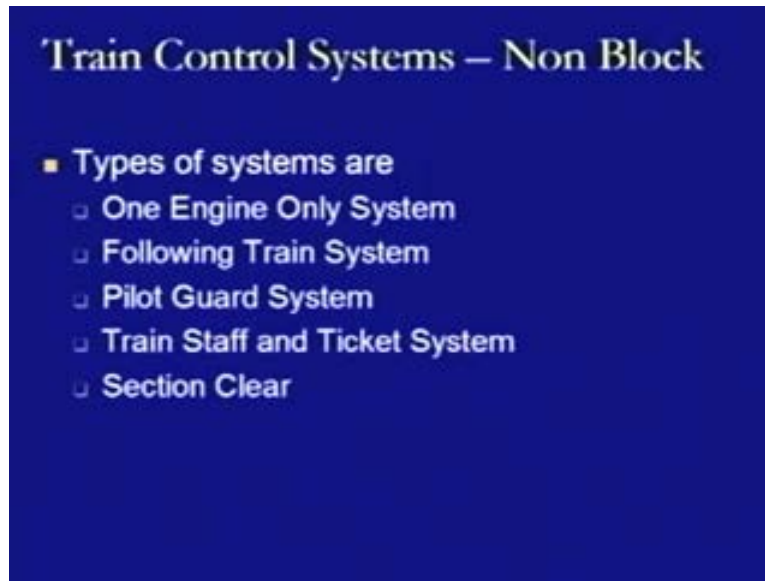 Train Control Systems – Non Block
Types of systems are
One Engine Only System
Following Train System
Pilot Guard System
Train Staff and Ticket System
Section Clear